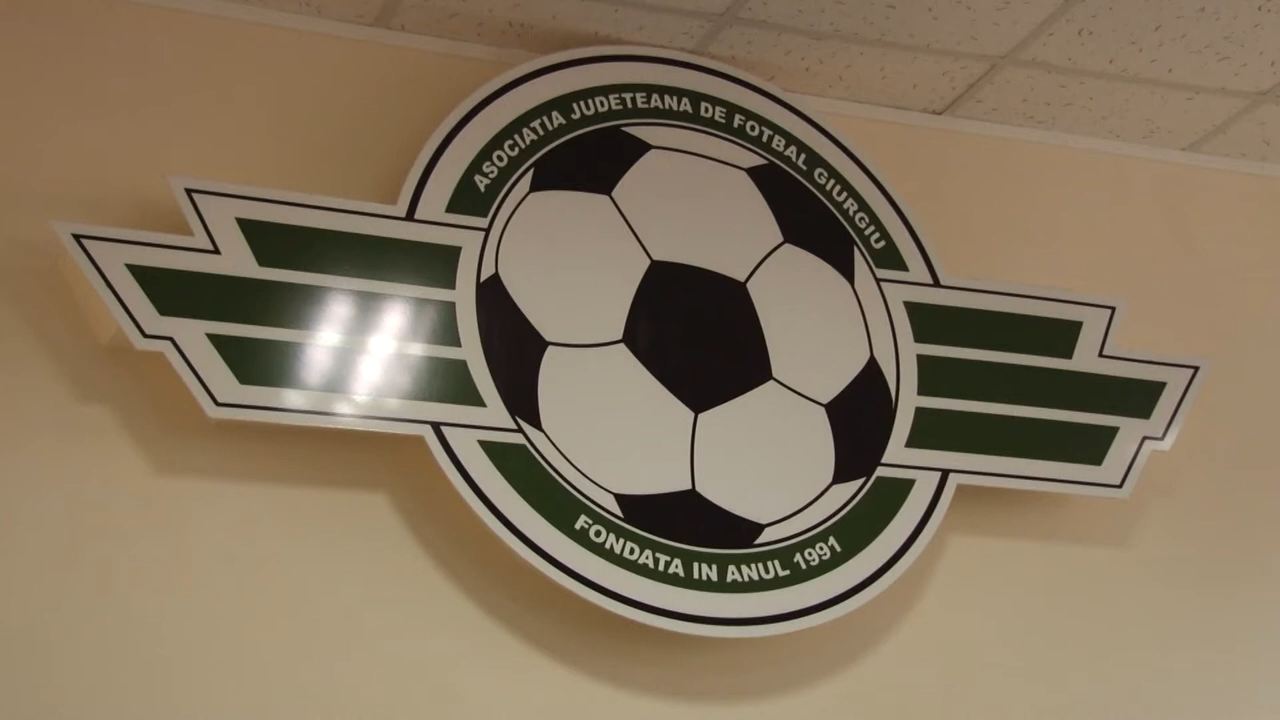 ASOCIATIA JUDETEANA DE FOTBAL GIURGIU
FONDATA IN ANUL 1991